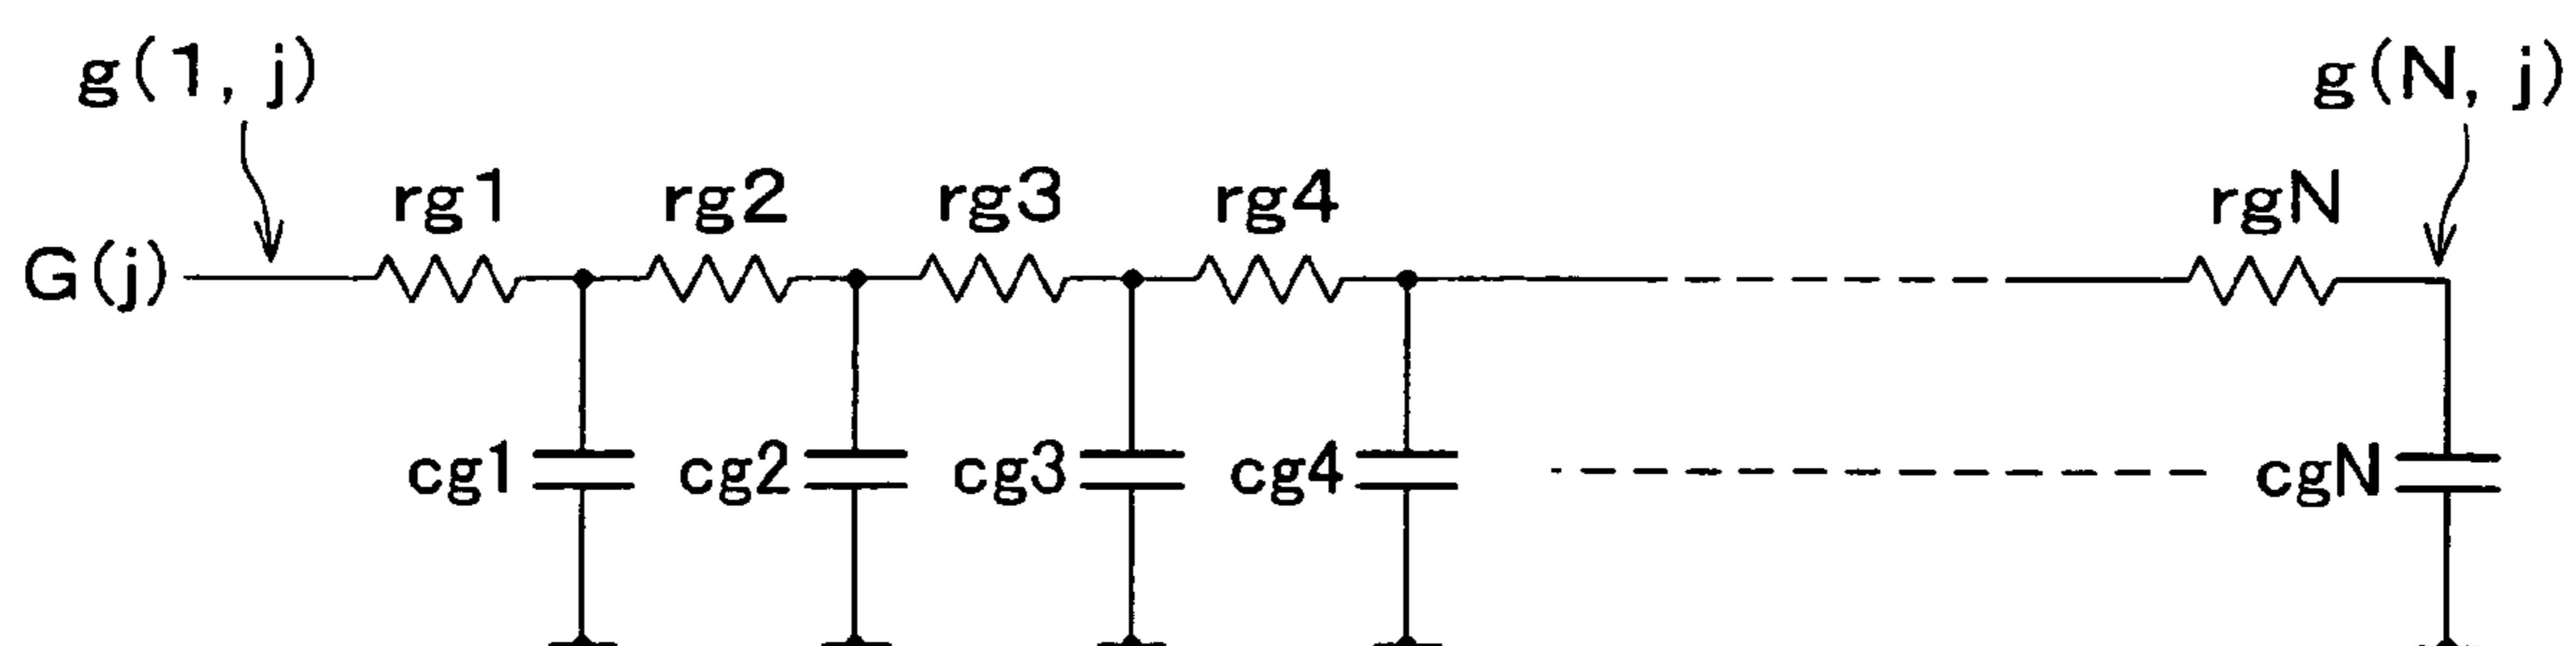 g(1, j)
g(N, j)
rg1
rg2
rg3
rg4
rgN
G(j)
cg1
cg2
cg3
cg4
cgN